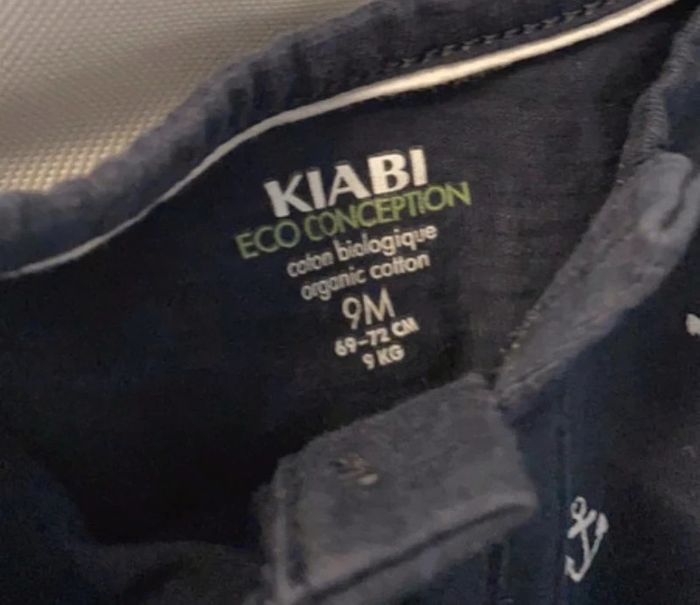 KIABI
ECO CONCEPTION
coton biologique
organic cotton
9M
69-72 CM
9 KG